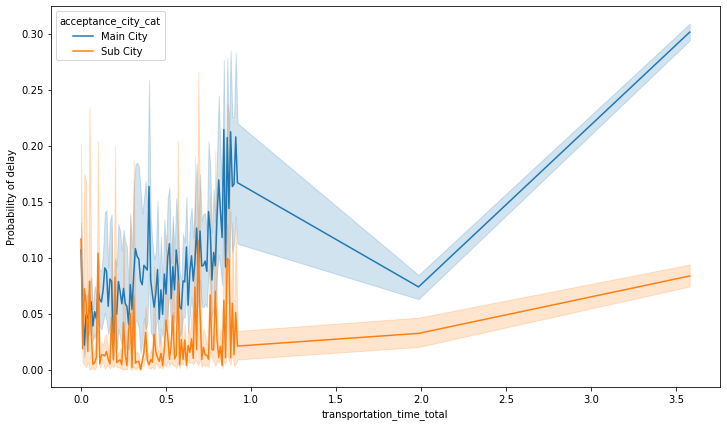 acceptance_city_cat
Main City
Sub City
Probability of delay
0.30
0.25
0.20
0.15
0.10
0.05
0.00
0.0 0.5 1.0 1.5 2.0 2.5 3.0 3.5
transportation_time_total